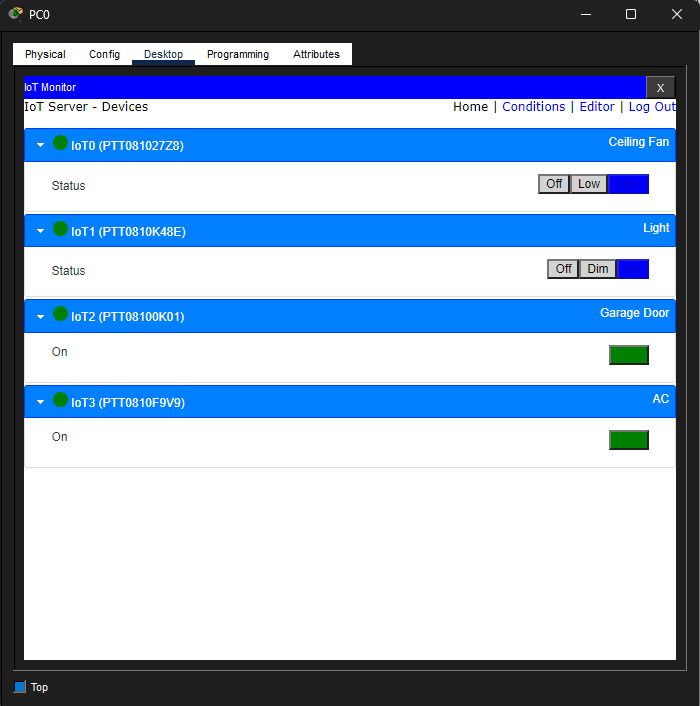 PC0
Physical Config Desktop Programming Attributes
IoT Monitor X
IoT Server - Devices Home | Conditions | Editor | Log Out
IoT0 (PTT081027Z8) Ceiling Fan
Status Off Low
IoT1 (PTT0810K48E) Light
Status Off Dim
IoT2 (PTT08100K01) Garage Door
On
IoT3 (PTT0810F9V9) AC
On
Top